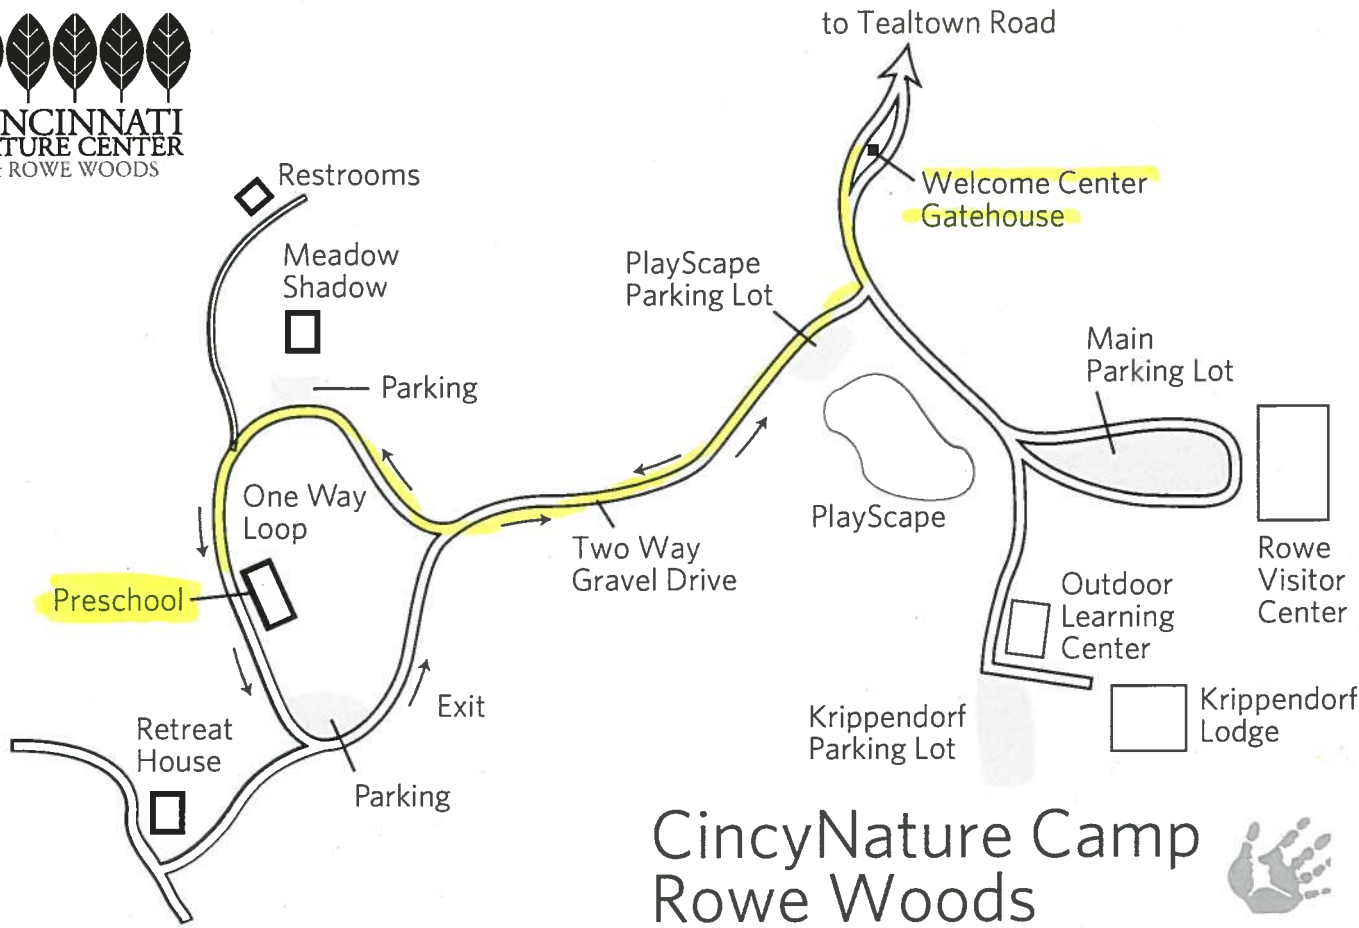 to Tealtown Road
NCINNATI
TURE CENTER
ROWE WOODS
Restrooms
Welcome Center
Gatehouse
Meadow
Shadow
PlayScape
Parking Lot
Main
Parking Lot
Parking
One Way
Loop
PlayScape
Two Way
Gravel Drive
Rowe
Visitor
Center
Preschool
Outdoor
Learning
Center
Exit
Krippendorf
Parking Lot
Krippendorf
Lodge
Retreat
House
Parking
CincyNature Camp
Rowe Woods